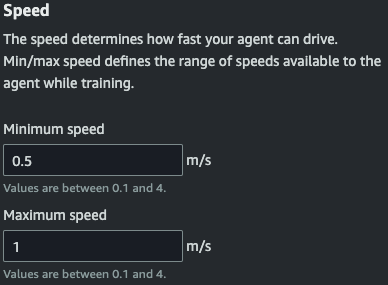 Speed
The speed determines how fast your agent can drive.
Min/max speed defines the range of speeds available to the
agent while training.
Minimum speed
0.5 m/s
Values are between 0.1 and 4.
Maximum speed
1 m/s
Values are between 0.1 and 4.